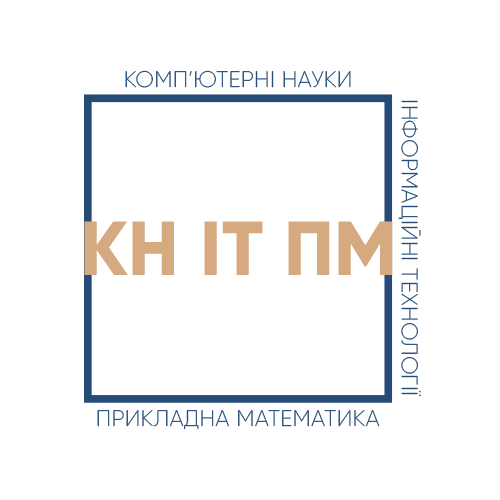 КОМП'ЮТЕРНІ НАУКИ
ІНФОРМАЦІЙНІ ТЕХНОЛОГІЇ
КН ІТ ПМ
ПРИКЛАДНА МАТЕМАТИКА